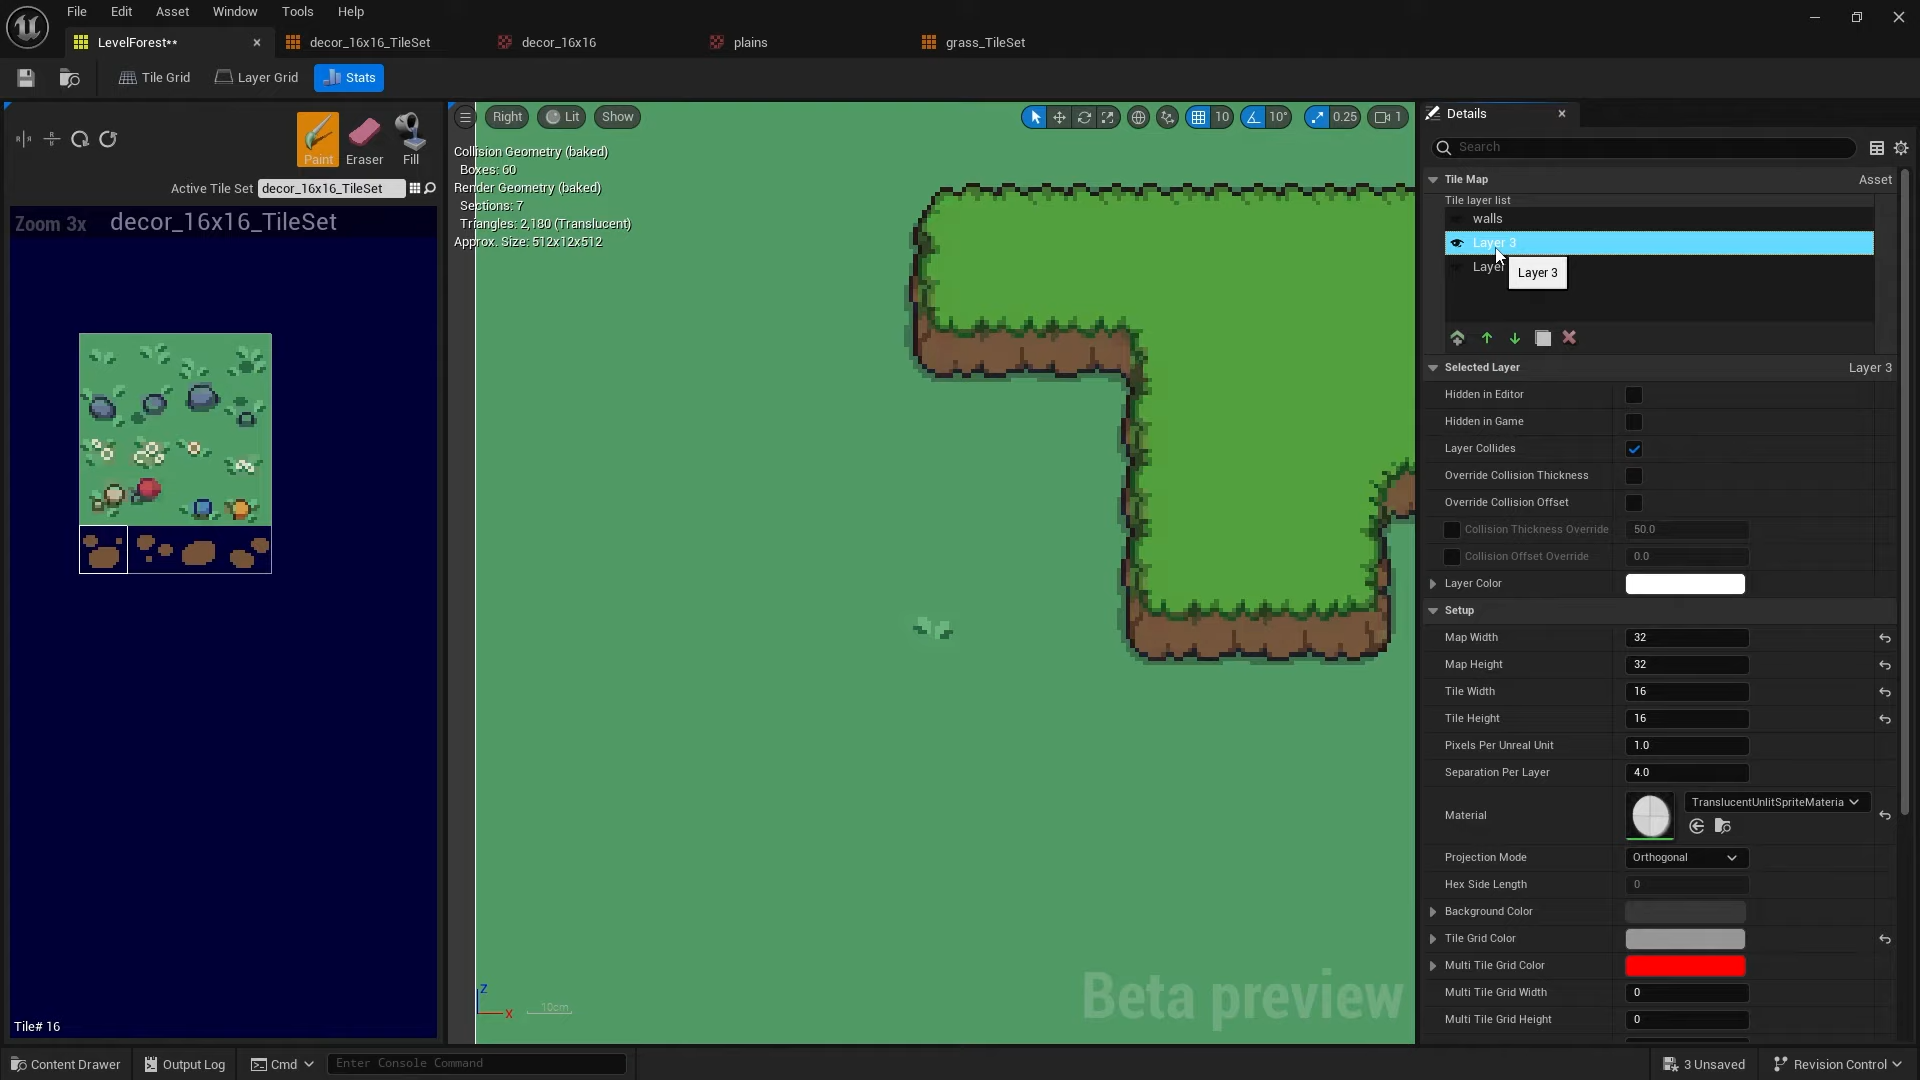 File Edit Asset Window Tools Help
LevelForest** decor_16x16_TileSet decor_16x16 plains grass_TileSet
Tile Grid Layer Grid Stats
Paint Eraser Fill
Active Tile Set decor_16x16_TileSet
Zoom 3x decor_16x16_TileSet
Tile# 16
Right Lit Show 10 10° 0.25 1
Collision Geometry (baked)
Boxes: 60
Render Geometry (baked)
Sections: 7
Triangles: 2,180 (Translucent)
Approx. Size: 512x12x512
Z
X
10cm
Beta preview
Details
Search
Tile Map Asset
Tile layer list
walls
Layer 3
Layer
Layer 3
Selected Layer Layer 3
Hidden in Editor
Hidden in Game
Layer Collides
Override Collision Thickness
Override Collision Offset
Collision Thickness Override 50.0
Collision Offset Override 0.0
Layer Color
Setup
Map Width 32
Map Height 32
Tile Width 16
Tile Height 16
Pixels Per Unreal Unit 1.0
Separation Per Layer 4.0
Material TranslucentUnlitSpriteMateria
Projection Mode Orthogonal
Hex Side Length 0
Background Color
Tile Grid Color
Multi Tile Grid Color
Multi Tile Grid Width 0
Multi Tile Grid Height 0
Content Drawer Output Log Cmd Enter Console Command 3 Unsaved Revision Control